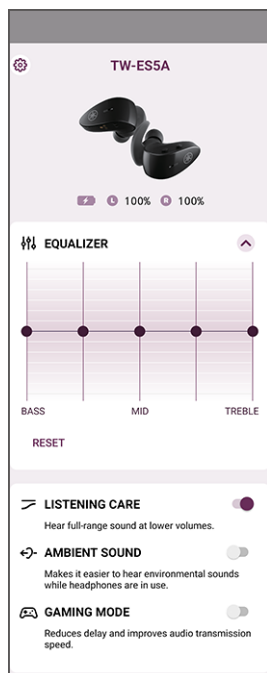 TW-ES5A
L 100% R 100%
EQUALIZER
BASS MID TREBLE
RESET
LISTENING CARE
Hear full-range sound at lower volumes.
AMBIENT SOUND
Makes it easier to hear environmental sounds
while headphones are in use.
GAMING MODE
Reduces delay and improves audio transmission
speed.